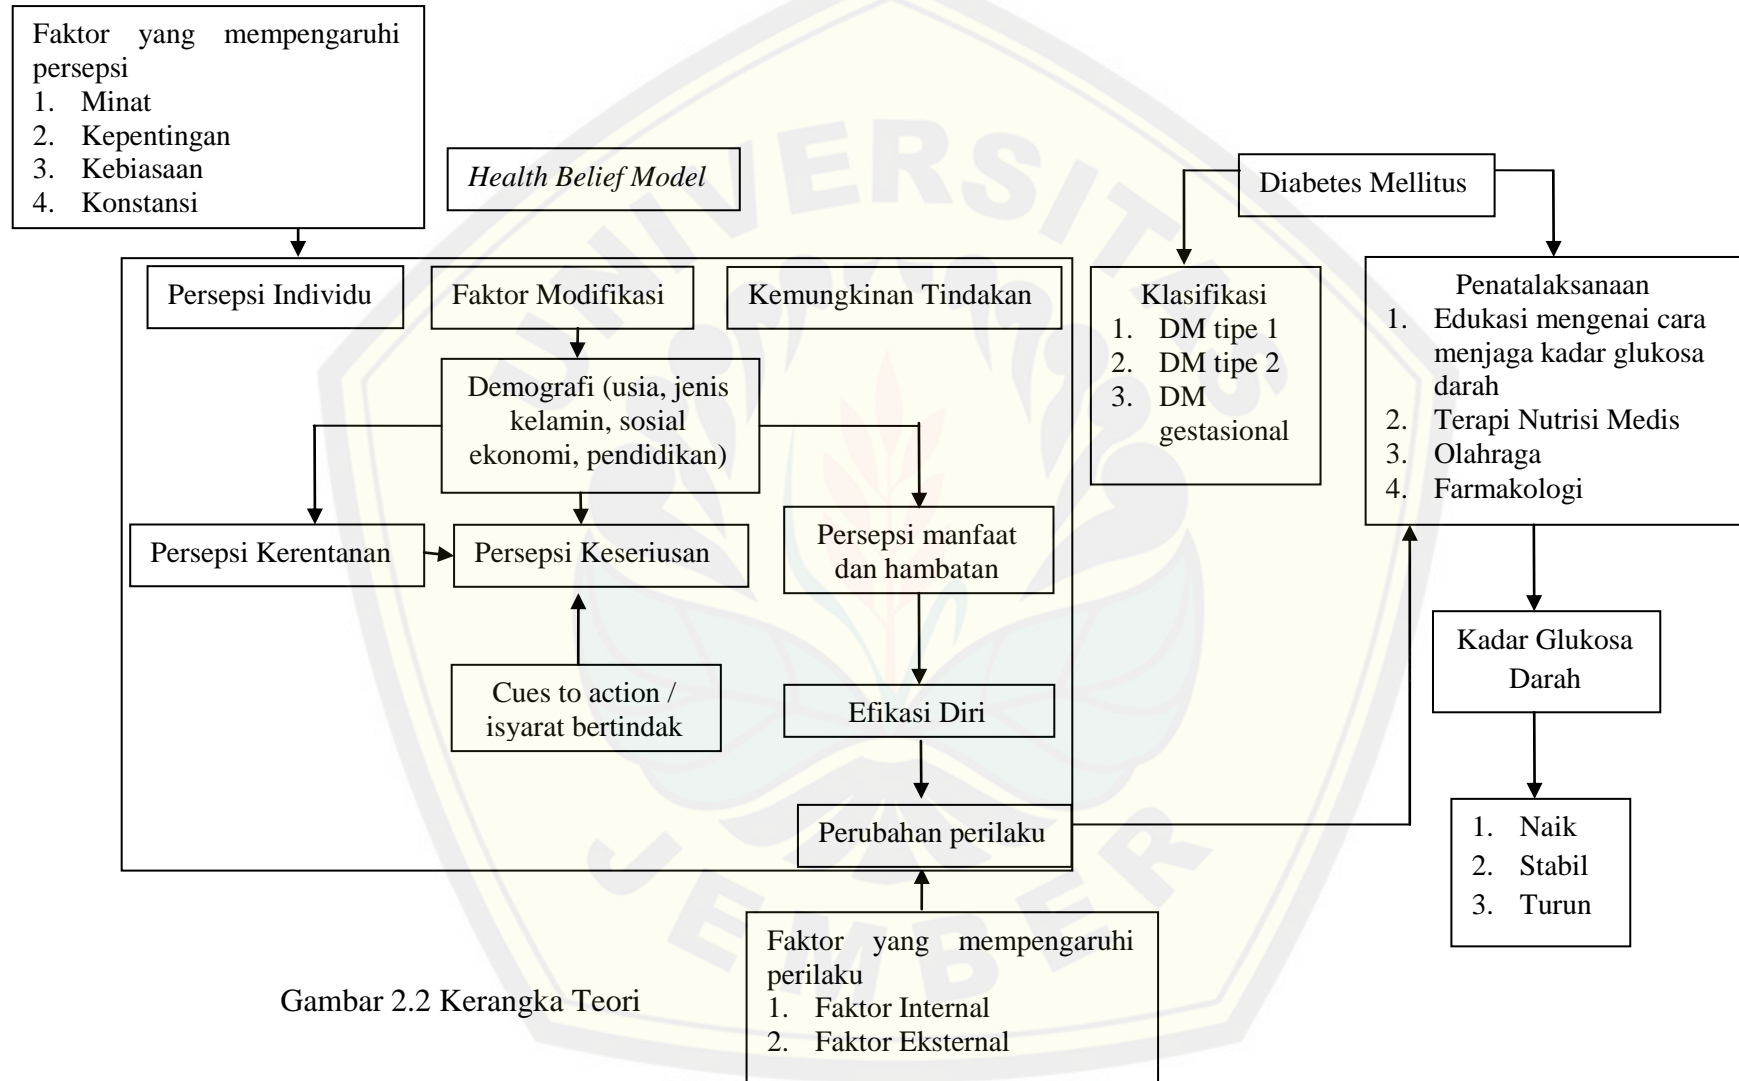 Faktor yang mempengaruhi
persepsi
1. Minat
2. Kepentingan
3. Kebiasaan
4. Konstansi
Health Belief Model
Diabetes Mellitus
Persepsi Individu
Faktor Modifikasi
Kemungkinan Tindakan
Klasifikasi
1. DM tipe 1
2. DM tipe 2
3. DM
gestasional
Penatalaksanaan
1. Edukasi mengenai cara
menjaga kadar glukosa
darah
2. Terapi Nutrisi Medis
3. Olahraga
4. Farmakologi
Demografi (usia, jenis
kelamin, sosial
ekonomi, pendidikan)
Persepsi Kerentanan
Persepsi Keseriusan
Persepsi manfaat
dan hambatan
Cues to action /
isyarat bertindak
Efikasi Diri
Kadar Glukosa
Darah
Perubahan perilaku
1. Naik
2. Stabil
3. Turun
Faktor yang mempengaruhi
perilaku
1. Faktor Internal
2. Faktor Eksternal
Gambar 2.2 Kerangka Teori
UNIVERSITAS
JEMBER